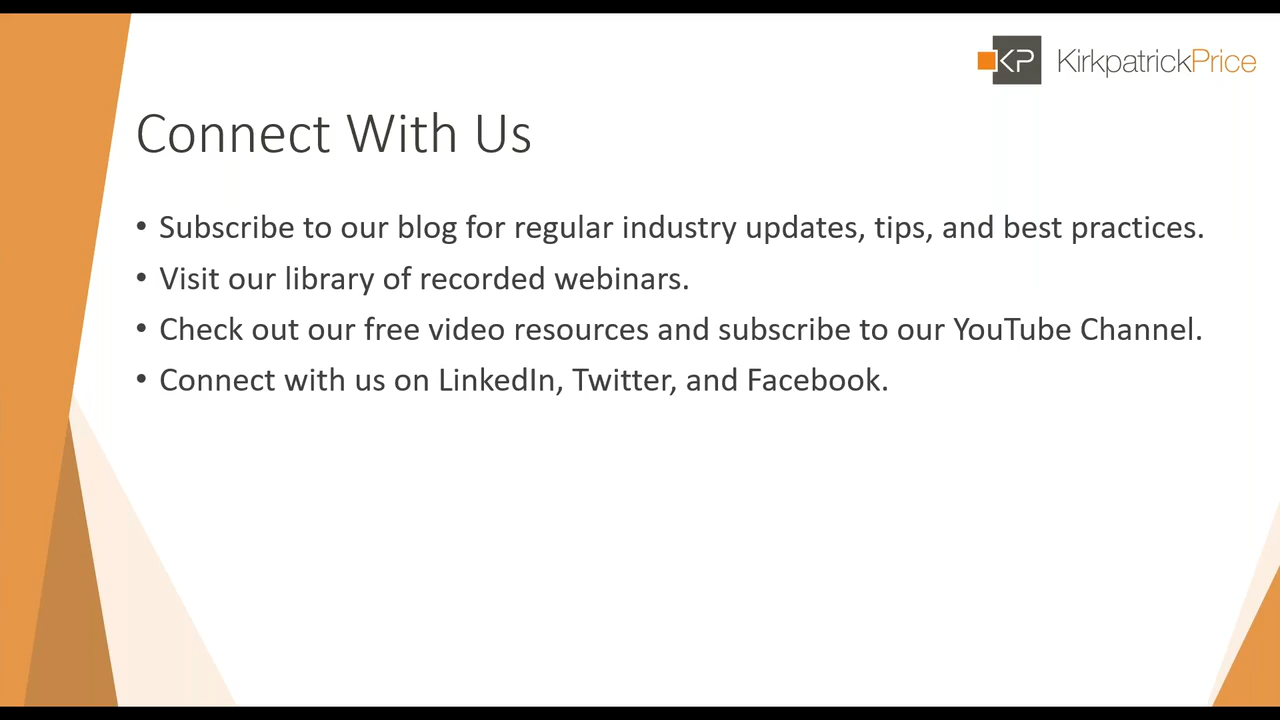 KP KirkpatrickPrice
Connect With Us
• Subscribe to our blog for regular industry updates, tips, and best practices.
• Visit our library of recorded webinars.
• Check out our free video resources and subscribe to our YouTube Channel.
• Connect with us on LinkedIn, Twitter, and Facebook.